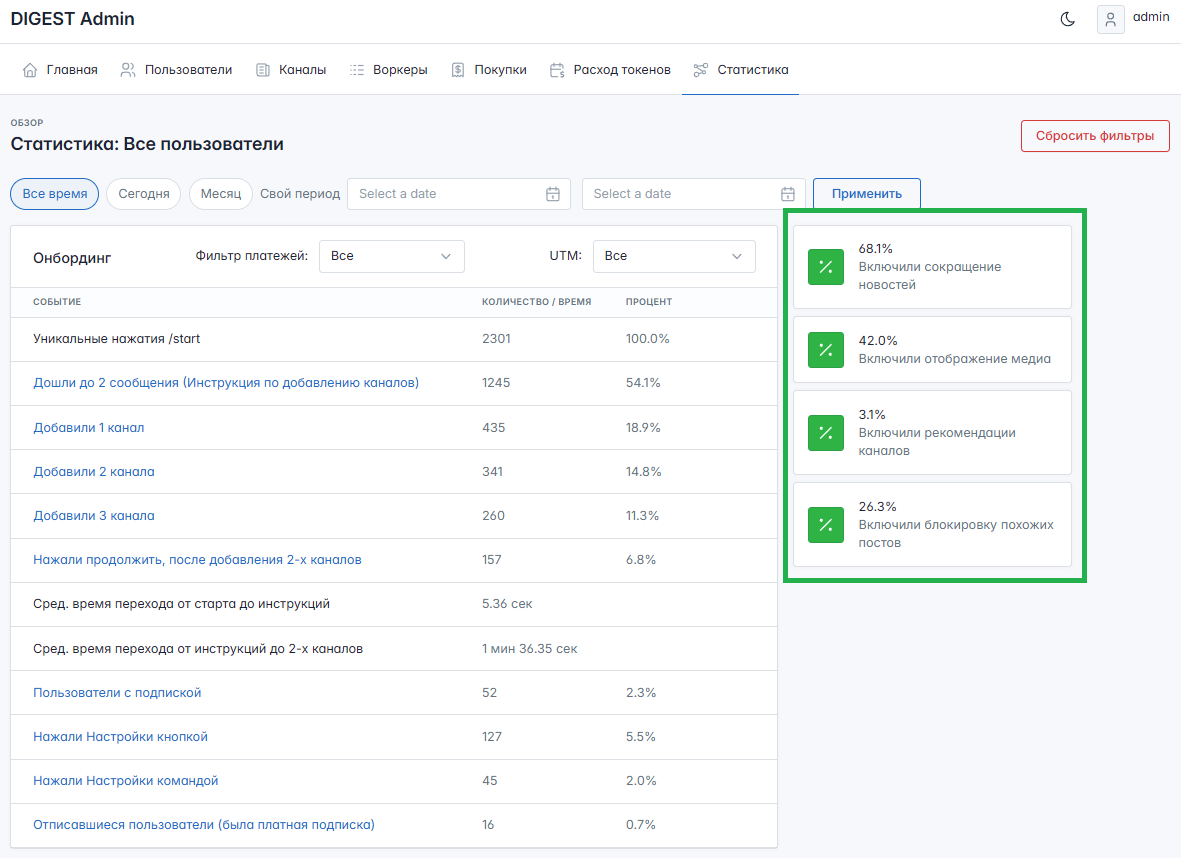 DIGEST Admin
admin
Главная
Пользователи
Каналы
Воркеры
Покупки
Расход токенов
Статистика
ОБЗОР
Статистика: Все пользователи
Сбросить фильтры
Все время
Сегодня
Месяц
Свой период
Select a date
Select a date
Применить
Онбординг
Фильтр платежей:
Все
UTM:
Все
СОБЫТИЕ КОЛИЧЕСТВО / ВРЕМЯ ПРОЦЕНТ
Уникальные нажатия /start 2301 100.0%
Дошли до 2 сообщения (Инструкция по добавлению каналов) 1245 54.1%
Добавили 1 канал 435 18.9%
Добавили 2 канала 341 14.8%
Добавили 3 канала 260 11.3%
Нажали продолжить, после добавления 2-х каналов 157 6.8%
Сред. время перехода от старта до инструкций 5.36 сек
Сред. время перехода от инструкций до 2-х каналов 1 мин 36.35 сек
Пользователи с подпиской 52 2.3%
Нажали Настройки кнопкой 127 5.5%
Нажали Настройки командой 45 2.0%
Отписавшиеся пользователи (была платная подписка) 16 0.7%
68.1%
Включили сокращение
новостей
42.0%
Включили отображение медиа
3.1%
Включили рекомендации
каналов
26.3%
Включили блокировку похожих
постов